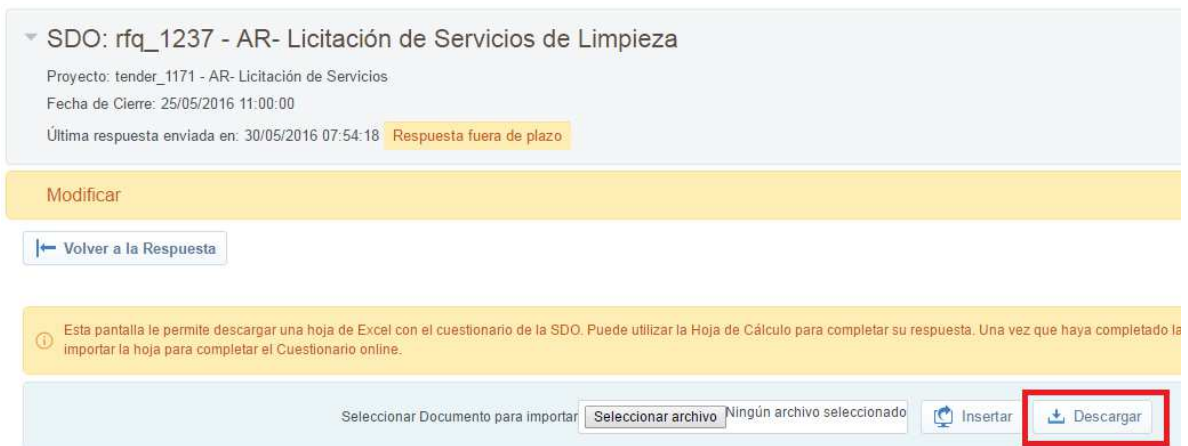 SDO: rfq_1237 - AR- Licitación de Servicios de Limpieza
Proyecto: tender_1171 - AR- Licitación de Servicios
Fecha de Cierre: 25/05/2016 11:00:00
Última respuesta enviada en: 30/05/2016 07:54:18 Respuesta fuera de plazo
Modificar
Volver a la Respuesta
Esta pantalla le permite descargar una hoja de Excel con el cuestionario de la SDO. Puede utilizar la Hoja de Cálculo para completar su respuesta. Una vez que haya completado la
importar la hoja para completar el Cuestionario online.
Seleccionar Documento para importar Seleccionar archivo Ningún archivo seleccionado Insertar Descargar